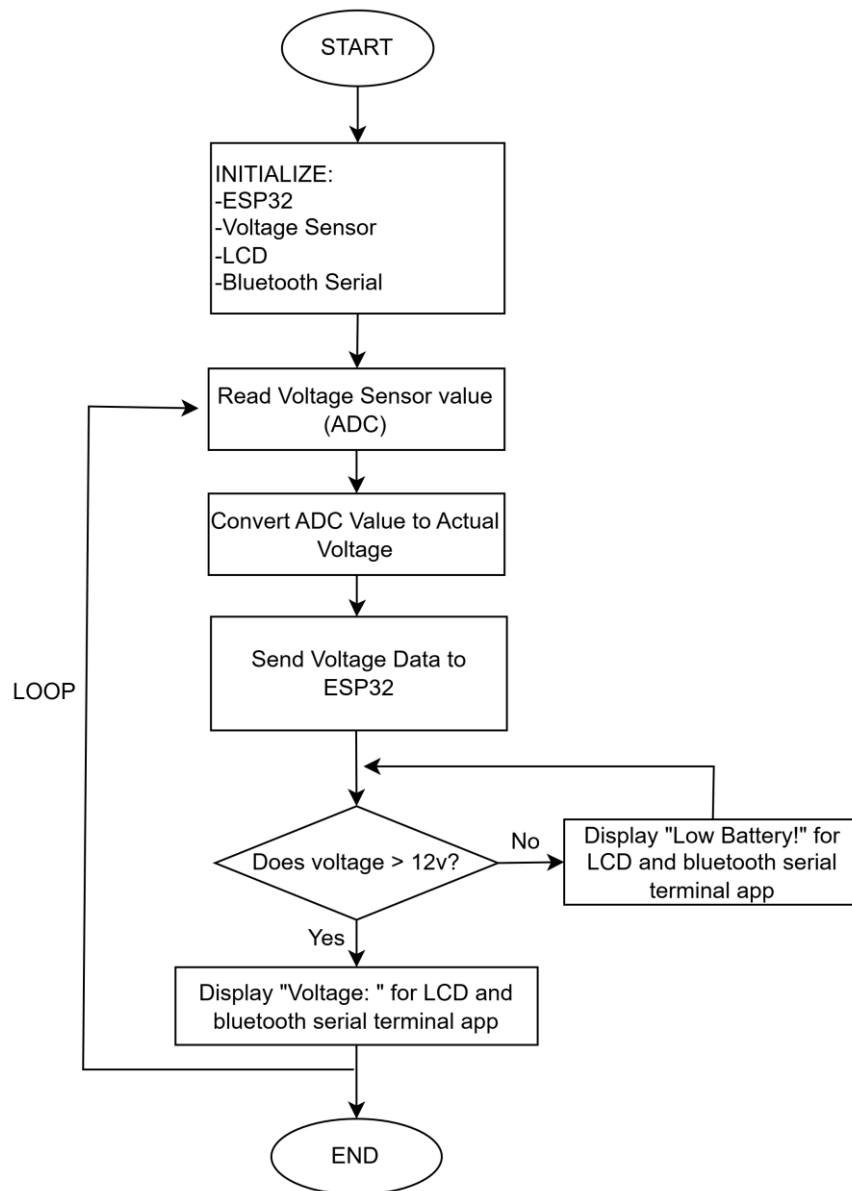 START
INITIALIZE:
-ESP32
-Voltage Sensor
-LCD
-Bluetooth Serial
Read Voltage Sensor value
(ADC)
Convert ADC Value to Actual
Voltage
Send Voltage Data to
ESP32
LOOP
Does voltage > 12v?
No
Display "Low Battery!" for
LCD and bluetooth serial
terminal app
Yes
Display "Voltage: " for LCD and
bluetooth serial terminal app
END